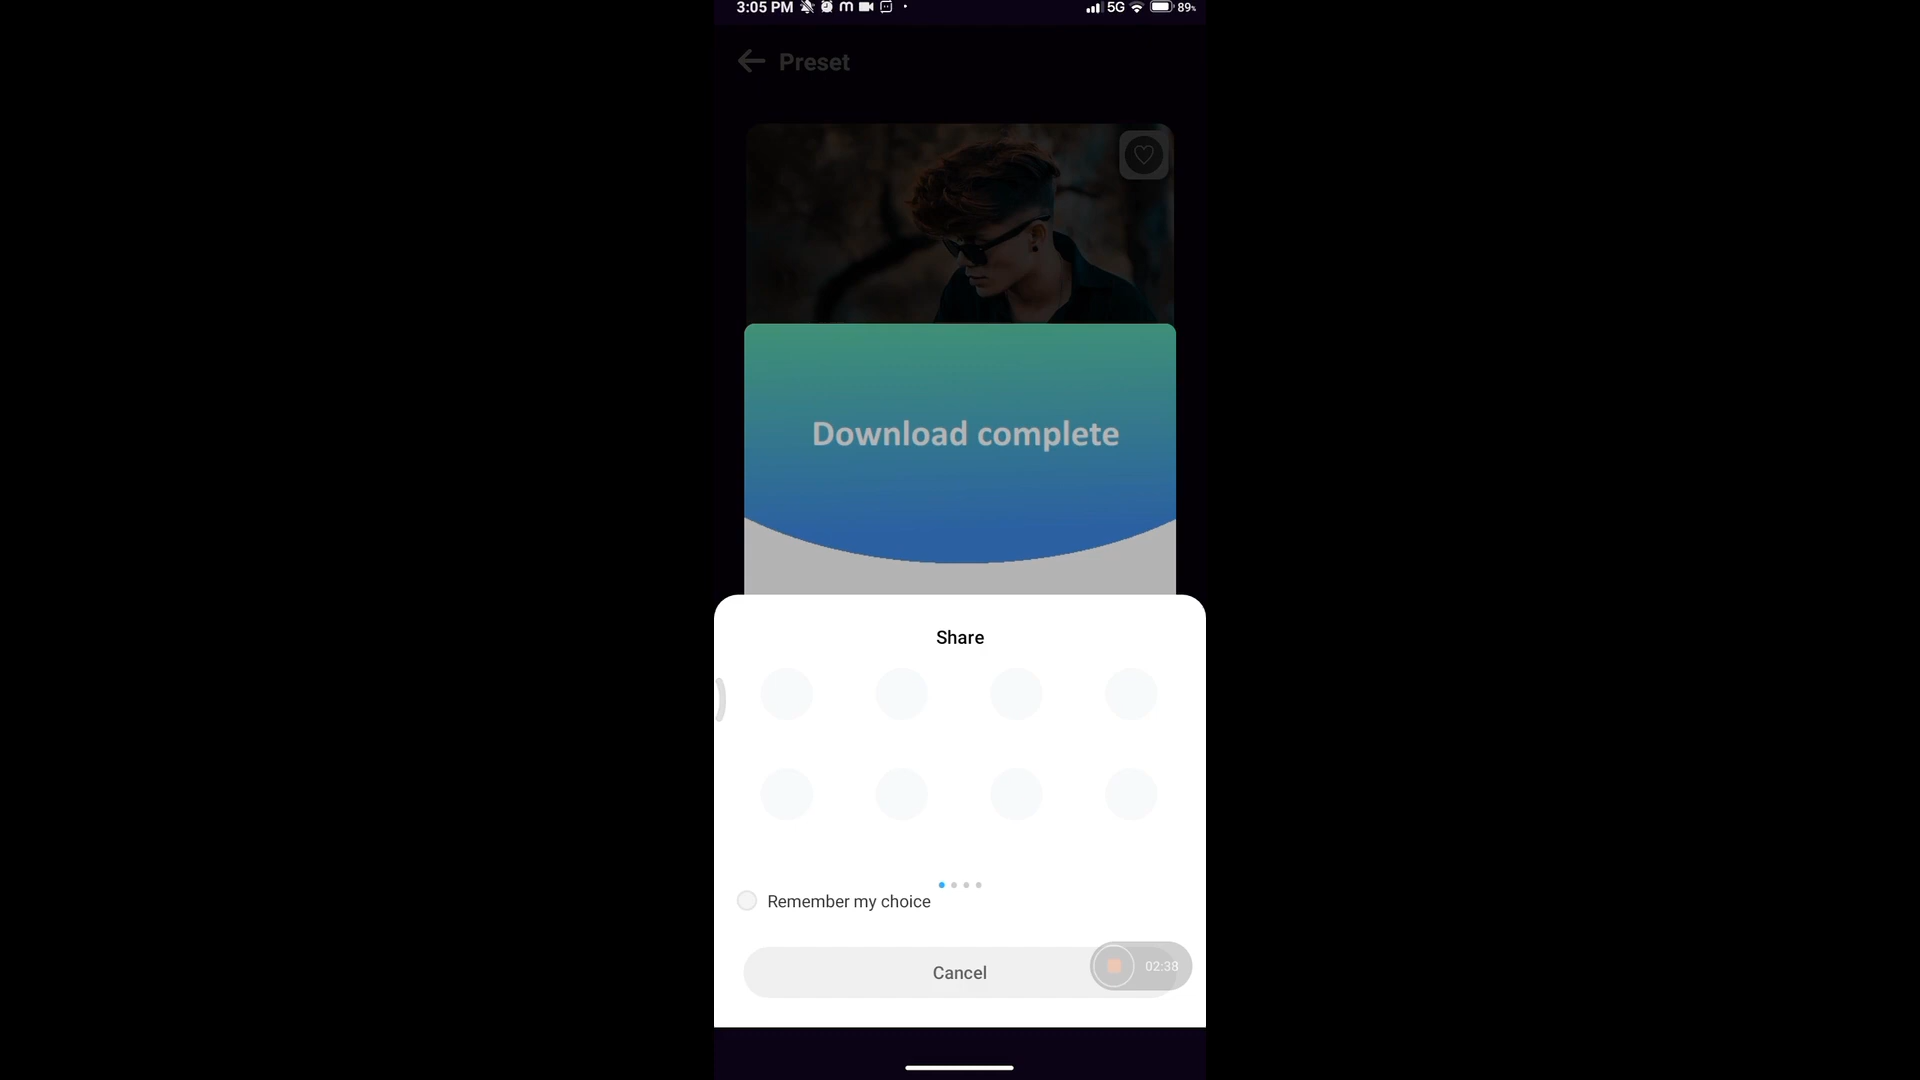 3:05 PM
5G
89%
Preset
Download complete
Share
Remember my choice
Cancel
02:38